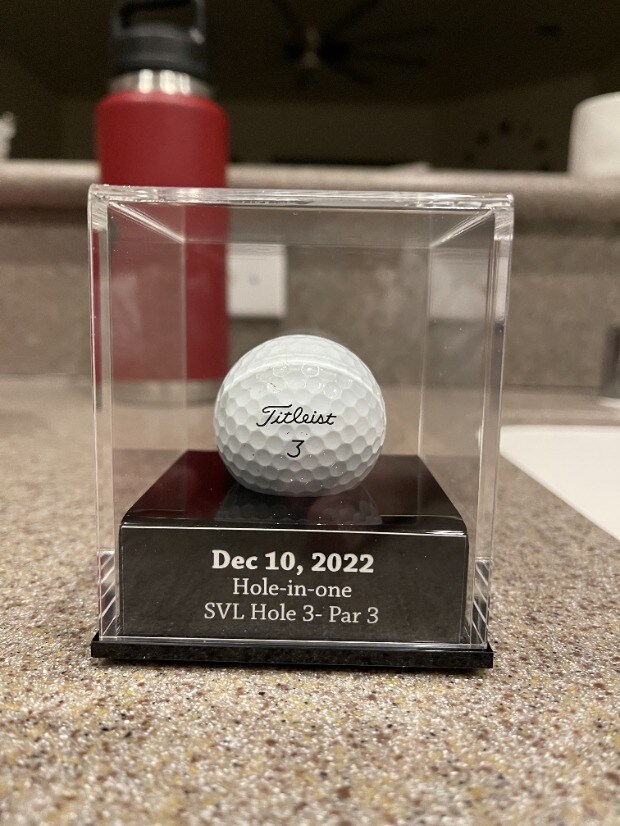 Titleist
3
Dec 10, 2022
Hole-in-one
SVL Hole 3- Par 3